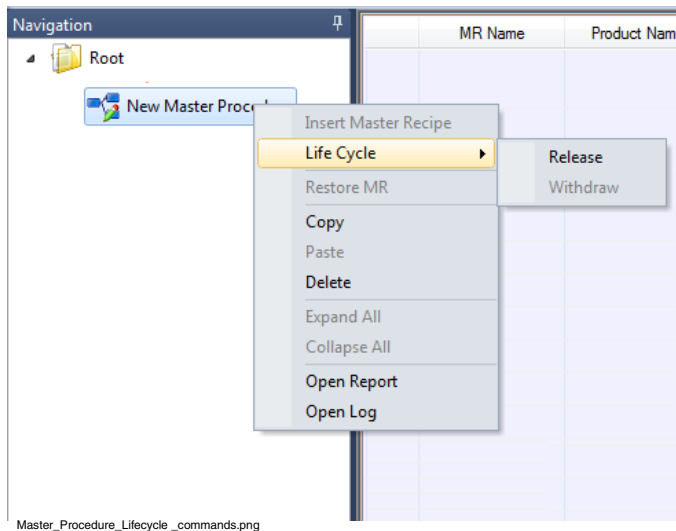 Navigation
MR Name
Product Nam
Root
New Master Proc
Insert Master Recipe
Life Cycle
Release
Restore MR
Withdraw
Copy
Paste
Delete
Expand All
Collapse All
Open Report
Open Log
Master_Procedure_Lifecycle _commands.png